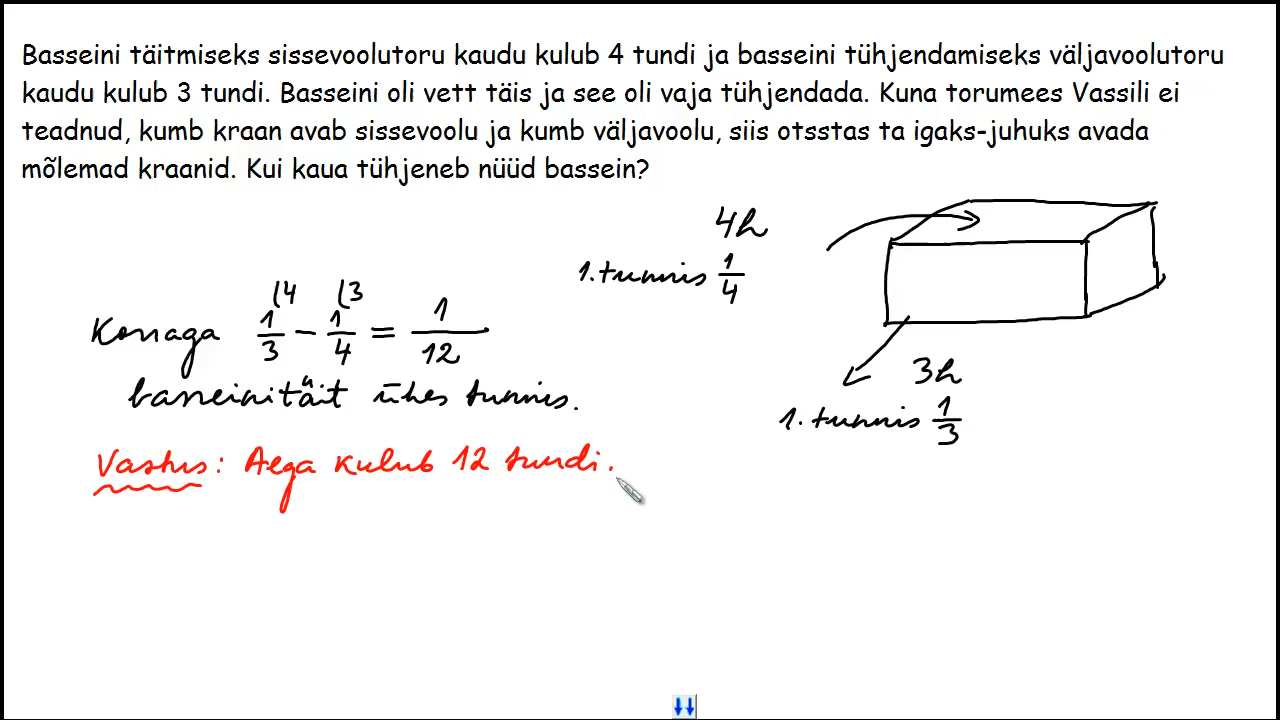 Basseini täitmiseks sissevoolutoru kaudu kulub 4 tundi ja basseini tühjendamiseks väljavoolutoru
kaudu kulub 3 tundi. Basseini oli vett täis ja see oli vaja tühjendada. Kuna torumees Vassili ei
teadnud, kumb kraan avab sissevoolu ja kumb väljavoolu, siis otsstas ta igaks-juhuks avada
mõlemad kraanid. Kui kaua tühjeneb nüüd bassein?
4h
1. tunnis 1/4
(4 (3
Korraga 1/3 - 1/4 = 1/12
basseinitäit ühes tunnis.
3h
1. tunnis 1/3
Vastus: Aega kulub 12 tundi.